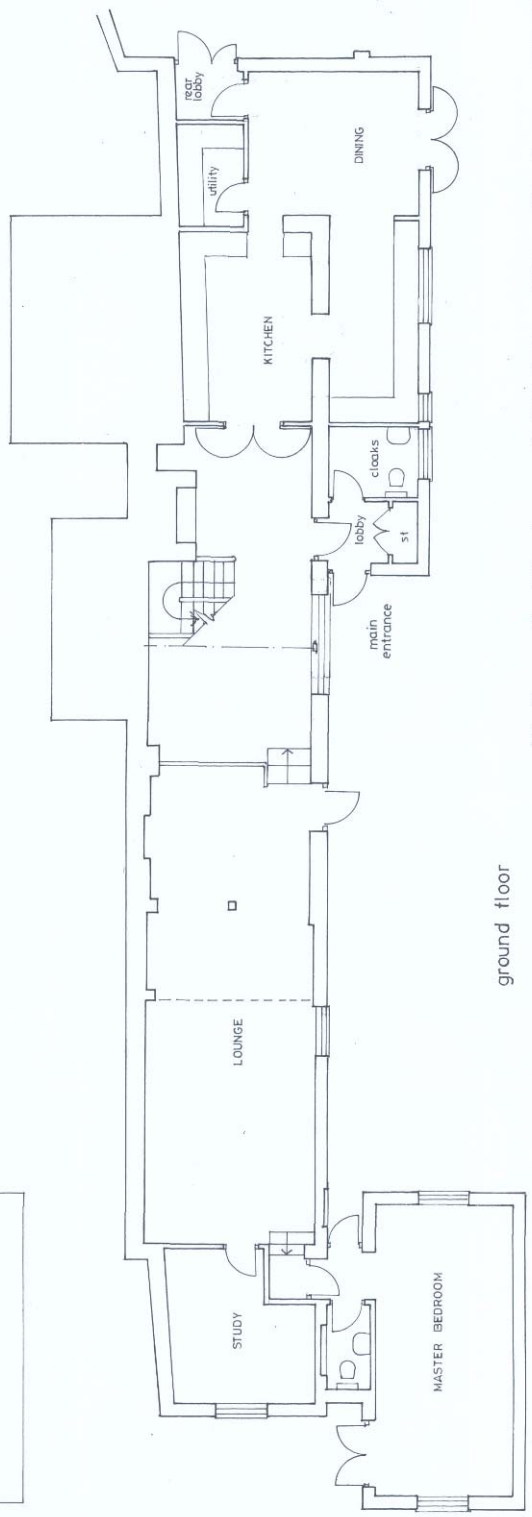 rear
lobby
utility
DINING
KITCHEN
cloaks
lobby
st
main
entrance
LOUNGE
ground floor
STUDY
MASTER BEDROOM